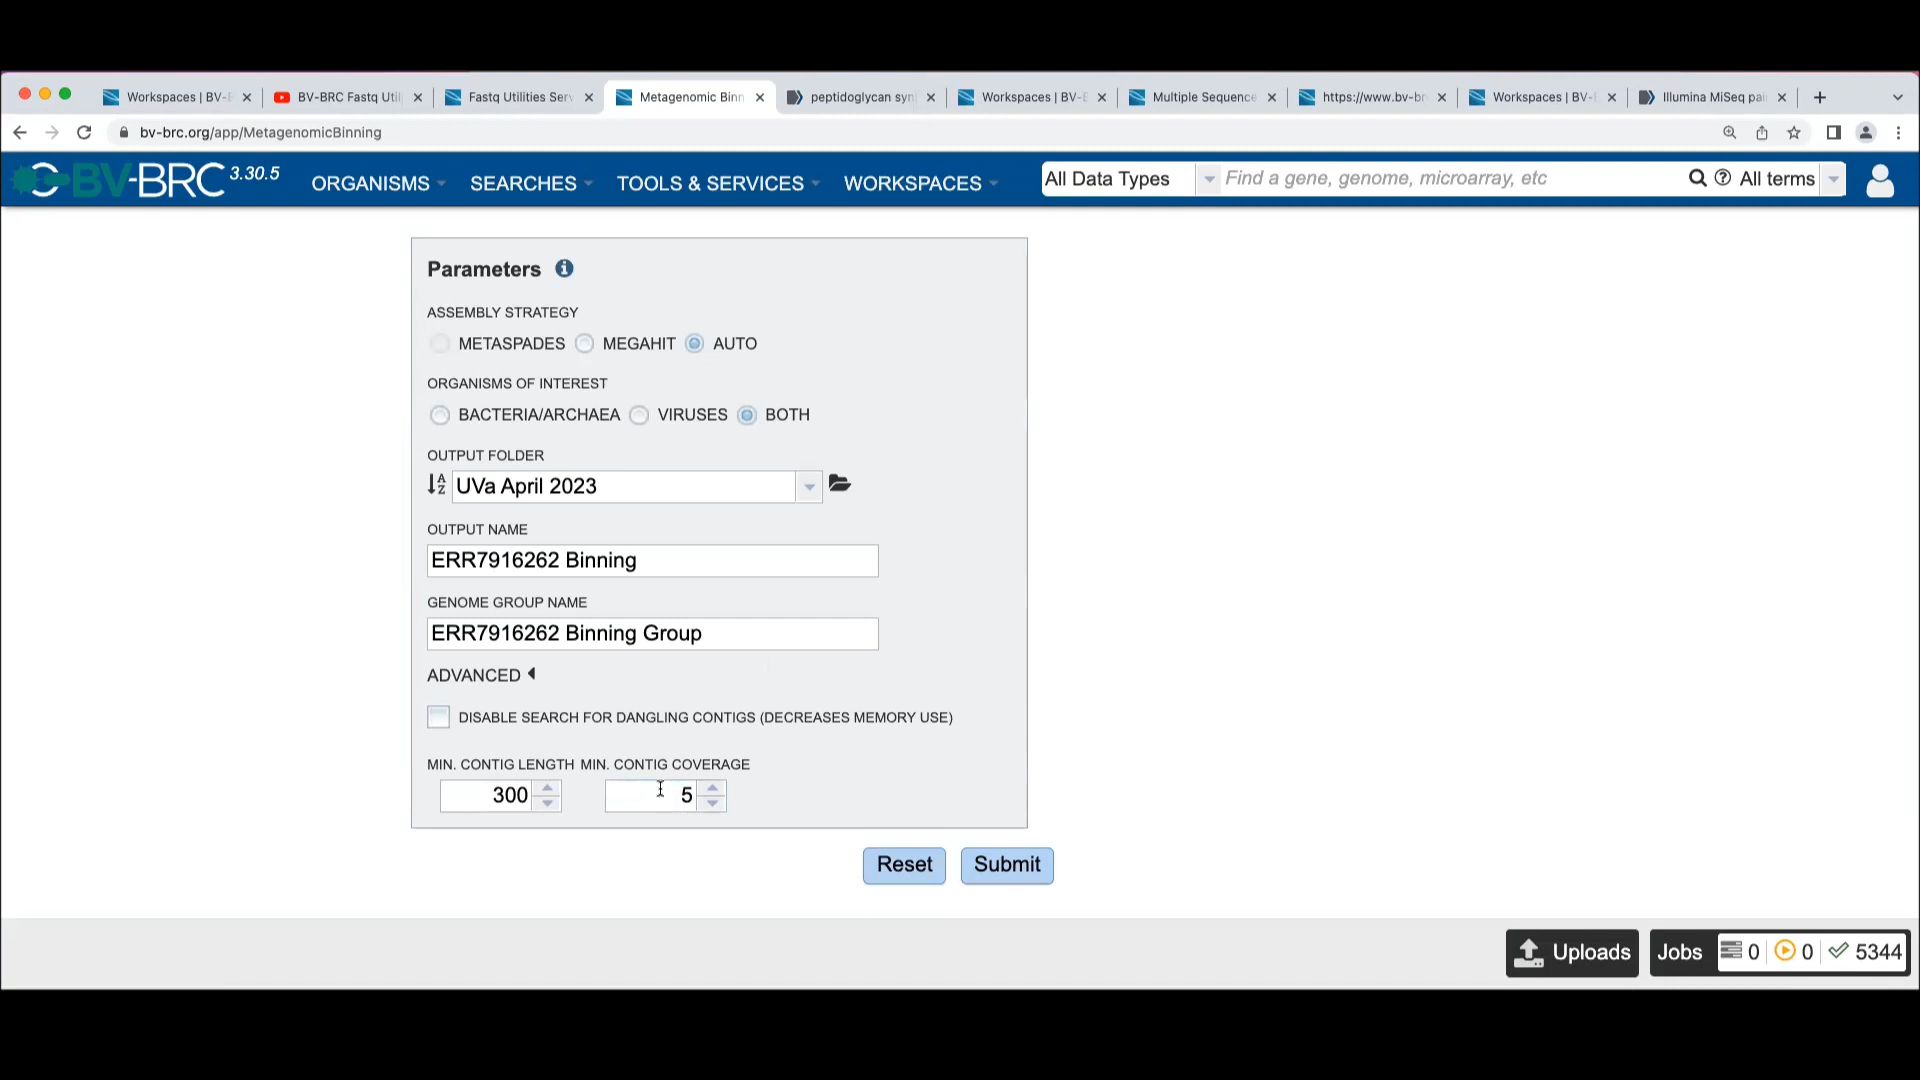 Workspaces | BV-B
BV-BRC Fastq Util
Fastq Utilities Serv
Metagenomic Binn
peptidoglycan syn
Workspaces | BV-B
Multiple Sequence
https://www.bv-br
Workspaces | BV-
Illumina MiSeq pai
bv-brc.org/app/MetagenomicBinning
BV-BRC 3.30.5 ORGANISMS SEARCHES TOOLS & SERVICES WORKSPACES All Data Types Find a gene, genome, microarray, etc All terms
Parameters
ASSEMBLY STRATEGY
METASPADES MEGAHIT AUTO
ORGANISMS OF INTEREST
BACTERIA/ARCHAEA VIRUSES BOTH
OUTPUT FOLDER
UVa April 2023
OUTPUT NAME
ERR7916262 Binning
GENOME GROUP NAME
ERR7916262 Binning Group
ADVANCED
DISABLE SEARCH FOR DANGLING CONTIGS (DECREASES MEMORY USE)
MIN. CONTIG LENGTH MIN. CONTIG COVERAGE
300 5
Reset Submit
Uploads Jobs 0 0 5344